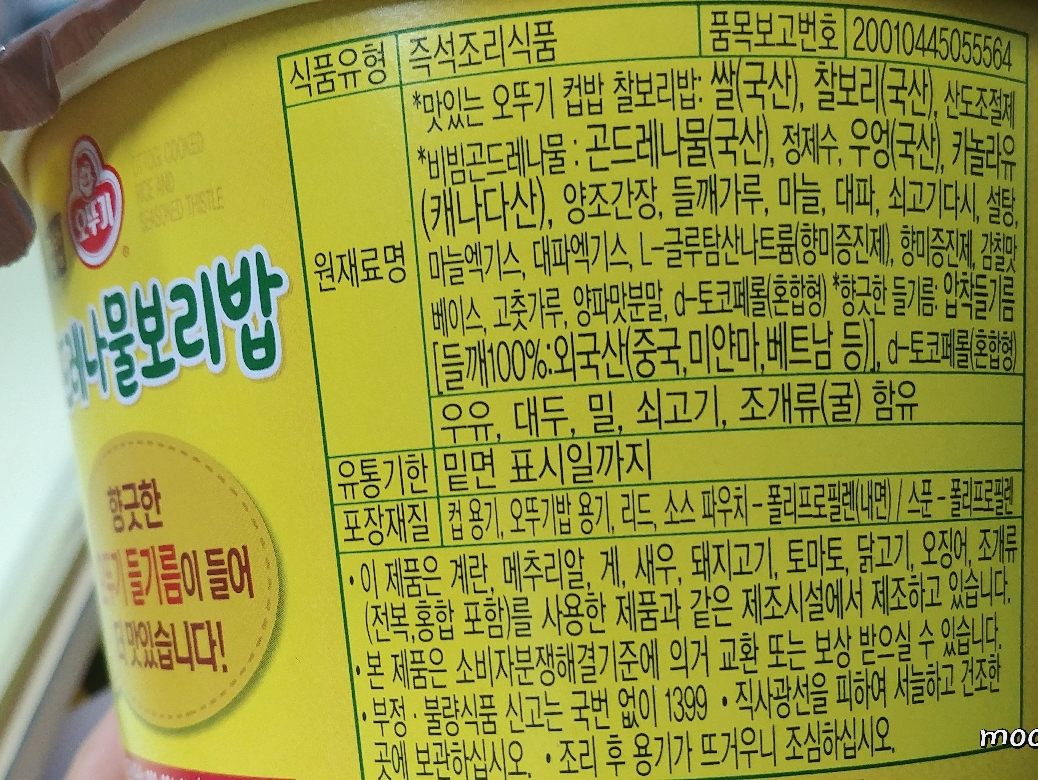 오뚜기
COOKED
RICE AND
SEASONED THISTLE
레나물보리밥
향긋한
들기름이 들어
맛있습니다!
식품유형 즉석조리식품 품목보고번호 20010445055564
원재료명
*맛있는 오뚜기 컵밥 찰보리밥: 쌀(국산), 찰보리(국산), 산도조절제
*비빔곤드레나물 : 곤드레나물(국산), 정제수, 우엉(국산), 카놀라유
(캐나다산), 양조간장, 들깨가루, 마늘, 대파, 쇠고기다시, 설탕,
마늘엑기스, 대파엑기스, L-글루탐산나트륨(향미증진제), 향미증진제, 감칠맛
베이스, 고춧가루, 양파맛분말, d-토코페롤(혼합형) *향긋한 들기름: 압착들기름
[들깨100%:외국산(중국,미얀마,베트남 등)], d-토코페롤(혼합형)
우유, 대두, 밀, 쇠고기, 조개류(굴) 함유
유통기한 밑면 표시일까지
포장재질 컵 용기, 오뚜기밥 용기, 리드, 소스 파우치 - 폴리프로필렌(내면) / 스푼 - 폴리프로필렌
• 이 제품은 계란, 메추리알, 게, 새우, 돼지고기, 토마토, 닭고기, 오징어, 조개류
(전복,홍합 포함)를 사용한 제품과 같은 제조시설에서 제조하고 있습니다.
• 본 제품은 소비자분쟁해결기준에 의거 교환 또는 보상 받으실 수 있습니다.
• 부정 · 불량식품 신고는 국번 없이 1399 • 직사광선을 피하여 서늘하고 건조한
곳에 보관하십시오. • 조리 후 용기가 뜨거우니 조심하십시오.